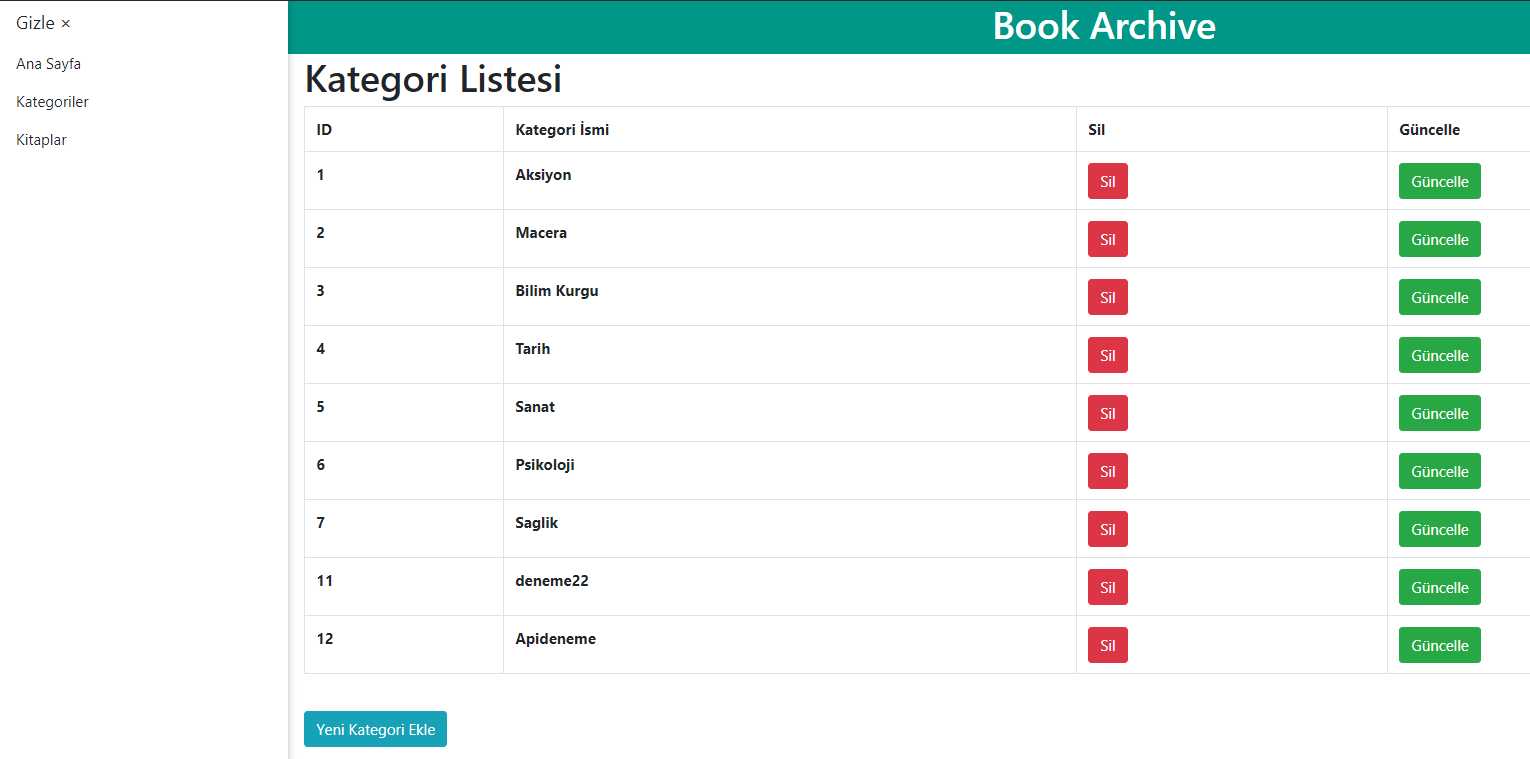 Gizle ×
Book Archive
Ana Sayfa
Kategoriler
Kitaplar
Kategori Listesi
ID Kategori İsmi Sil Güncelle
1 Aksiyon Sil Güncelle
2 Macera Sil Güncelle
3 Bilim Kurgu Sil Güncelle
4 Tarih Sil Güncelle
5 Sanat Sil Güncelle
6 Psikoloji Sil Güncelle
7 Saglik Sil Güncelle
11 deneme22 Sil Güncelle
12 Apideneme Sil Güncelle
Yeni Kategori Ekle